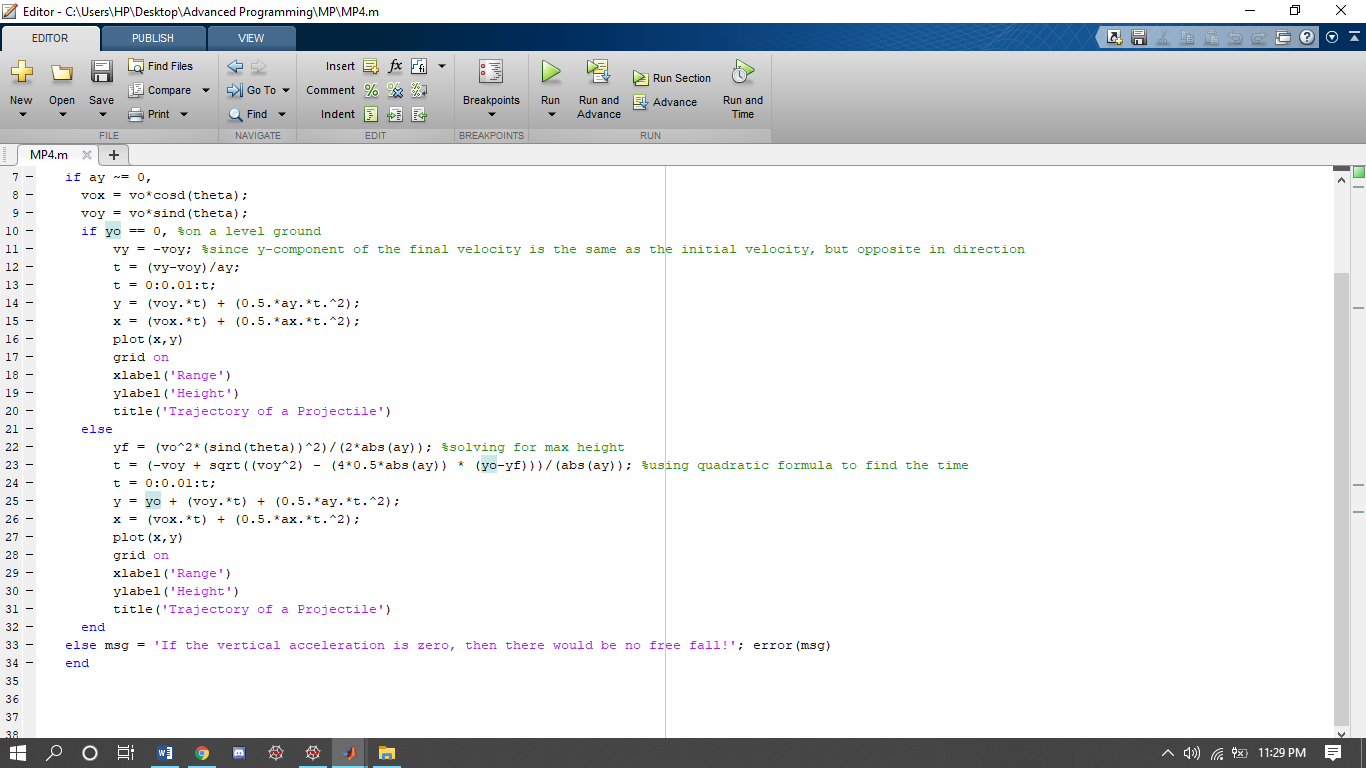 Editor - C:\Users\HP\Desktop\Advanced Programming\MP\MP4.m
EDITOR PUBLISH VIEW
New Open Save Find Files Compare Print
FILE
Go To Find
NAVIGATE
Insert fx
Comment
Indent
EDIT
Breakpoints
BREAKPOINTS
Run Run and Advance Run Section Advance Run and Time
RUN
MP4.m
7 – if ay ~= 0,
8 – vox = vo*cosd(theta);
9 – voy = vo*sind(theta);
10 – if yo == 0, %on a level ground
11 – vy = -voy; %since y-component of the final velocity is the same as the initial velocity, but opposite in direction
12 – t = (vy-voy)/ay;
13 – t = 0:0.01:t;
14 – y = (voy.*t) + (0.5.*ay.*t.^2);
15 – x = (vox.*t) + (0.5.*ax.*t.^2);
16 – plot(x,y)
17 – grid on
18 – xlabel('Range')
19 – ylabel('Height')
20 – title('Trajectory of a Projectile')
21 – else
22 – yf = (vo^2*(sind(theta))^2)/(2*abs(ay)); %solving for max height
23 – t = (-voy + sqrt((voy^2) - (4*0.5*abs(ay)) * (yo-yf)))/(abs(ay)); %using quadratic formula to find the time
24 – t = 0:0.01:t;
25 – y = yo + (voy.*t) + (0.5.*ay.*t.^2);
26 – x = (vox.*t) + (0.5.*ax.*t.^2);
27 – plot(x,y)
28 – grid on
29 – xlabel('Range')
30 – ylabel('Height')
31 – title('Trajectory of a Projectile')
32 – end
33 – else msg = 'If the vertical acceleration is zero, then there would be no free fall!'; error(msg)
34 – end
35
36
37
38
11:29 PM